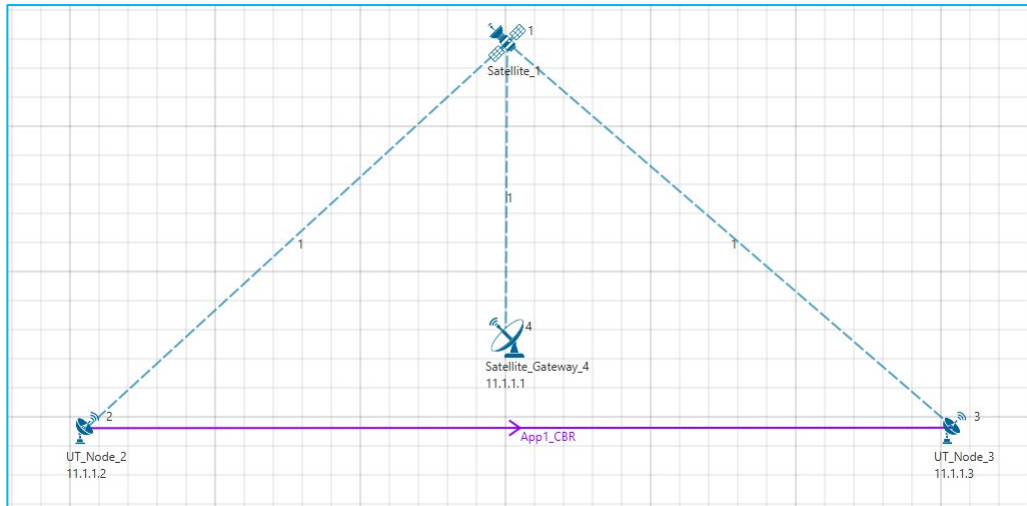 1
Satellite_1
1
1
1
4
Satellite_Gateway_4
11.1.1.1
2
3
App1_CBR
UT_Node_2
11.1.1.2
UT_Node_3
11.1.1.3